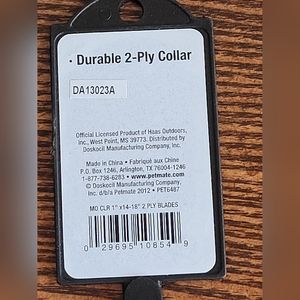 · Durable 2-Ply Collar
DA13023A
Official Licensed Product of Haas Outdoors,
Inc., West Point, MS 39773. Distributed by
Doskocil Manufacturing Company, Inc.
Made in China • Fabriqué aux Chine
P.O. Box 1246, Arlington, TX 76004-1246
1-877-738-6283 • www.petmate.com
© Doskocil Manufacturing Company,
Inc. d/b/a Petmate 2012 • PET6487
MO CLR 1" x14-18" 2 PLY BLADES
0 29695 10854 9